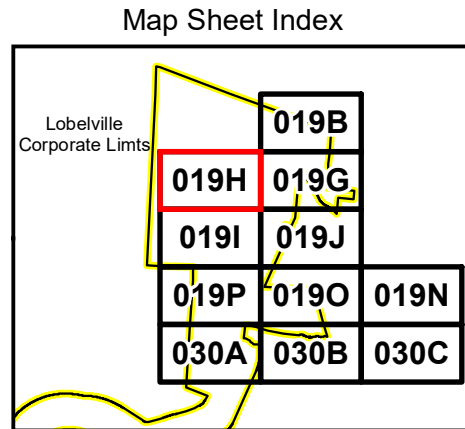 Map Sheet Index
Lobelville
Corporate Limts
019B
019H 019G
019I 019J
019P 019O 019N
030A 030B 030C